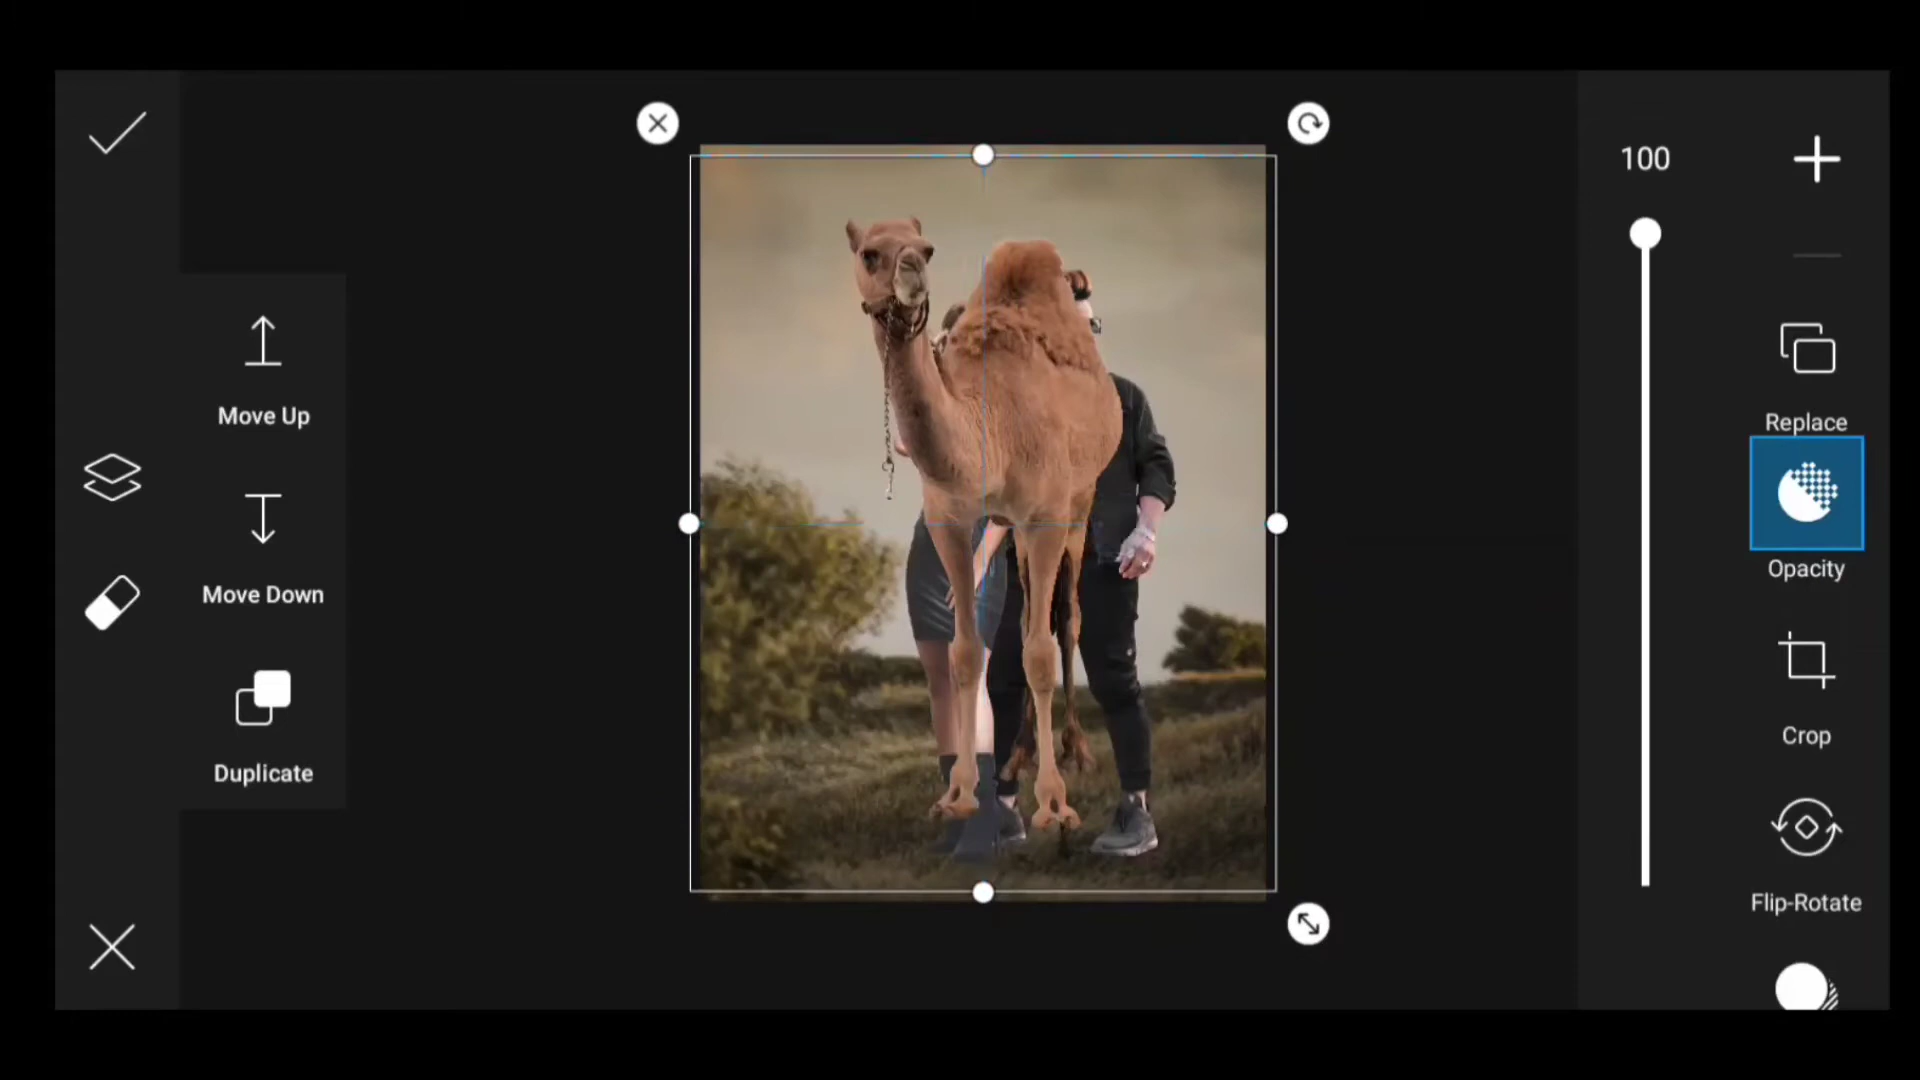 100
Move Up
Replace
Opacity
Move Down
Crop
Duplicate
Flip-Rotate